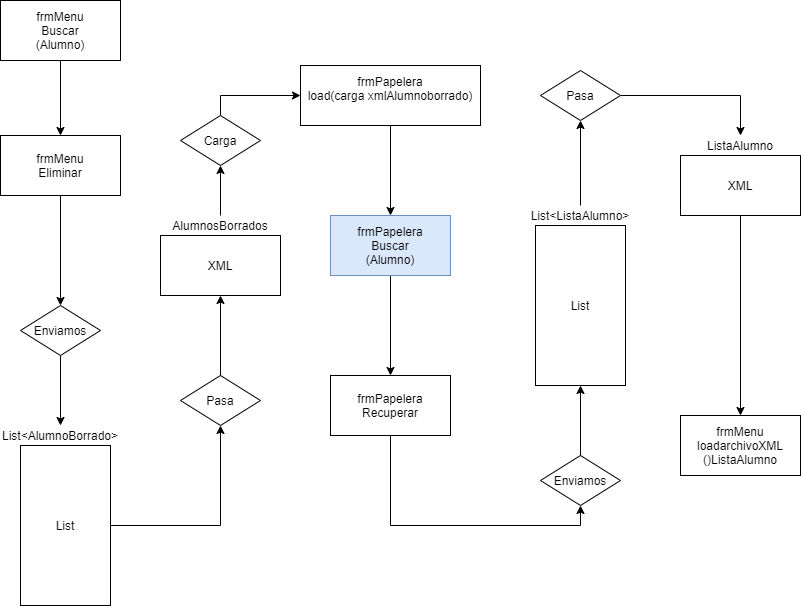 frmMenu
Buscar
(Alumno)
frmMenu
Eliminar
Enviamos
List<AlumnoBorrado>
List
Pasa
AlumnosBorrados
XML
Carga
frmPapelera
load(carga xmlAlumnoborrado)
frmPapelera
Buscar
(Alumno)
frmPapelera
Recuperar
Enviamos
List<ListaAlumno>
List
Pasa
ListaAlumno
XML
frmMenu
loadarchivoXML
()ListaAlumno